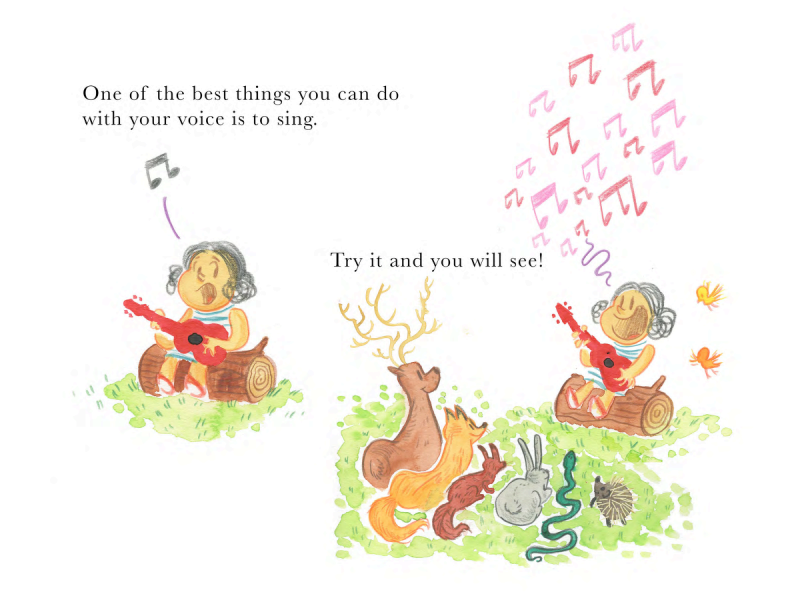 One of the best things you can do
with your voice is to sing.
Try it and you will see!